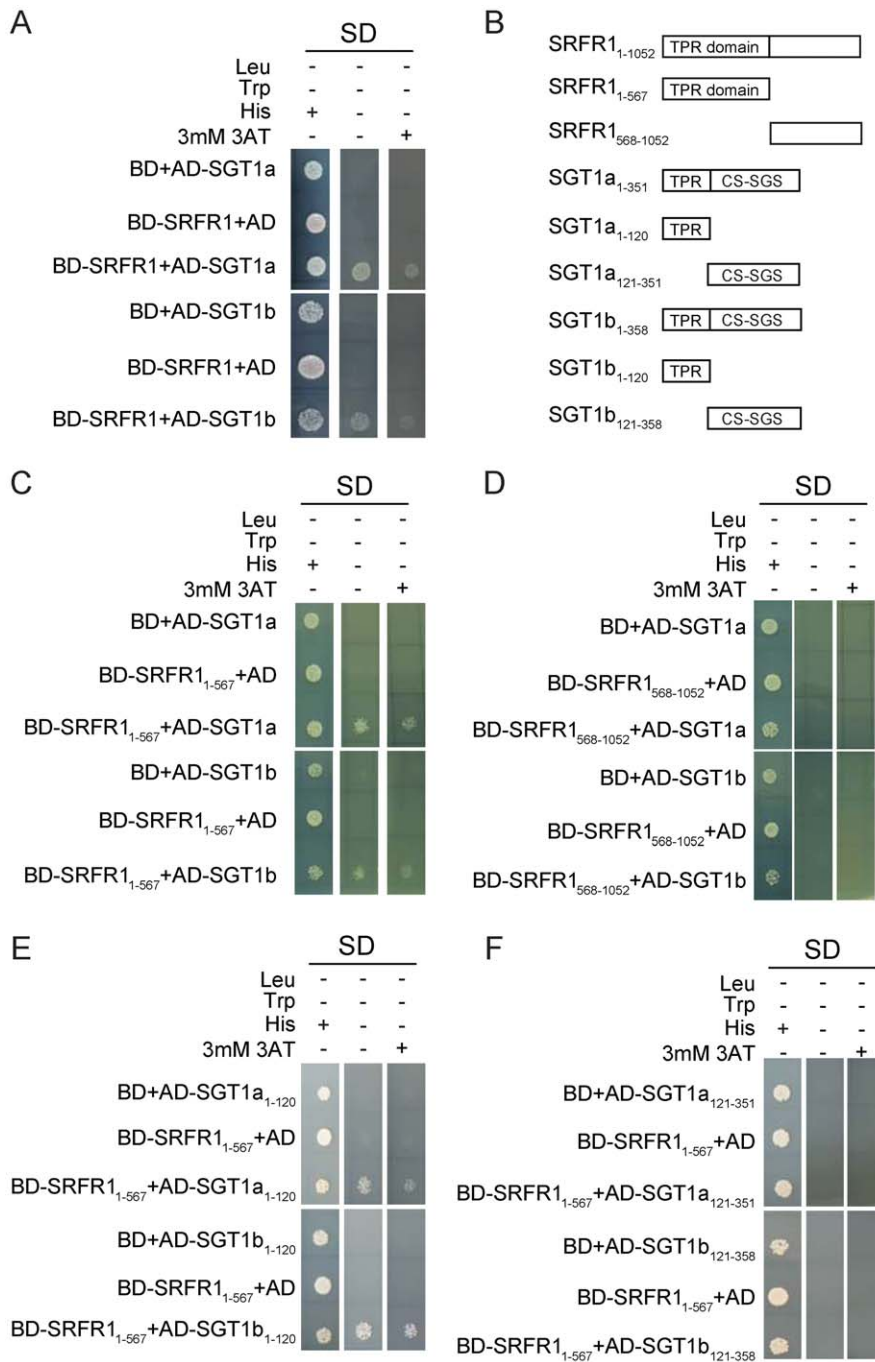 A
SD
Leu - - -
Trp - - -
His + - -
3mM 3AT - - +
BD+AD-SGT1a
BD-SRFR1+AD
BD-SRFR1+AD-SGT1a
BD+AD-SGT1b
BD-SRFR1+AD
BD-SRFR1+AD-SGT1b
B
SRFR1₁₋₁₀₅₂ TPR domain
SRFR1₁₋₅₆₇ TPR domain
SRFR1₅₆₈₋₁₀₅₂
SGT1a₁₋₃₅₁ TPR CS-SGS
SGT1a₁₋₁₂₀ TPR
SGT1a₁₂₁₋₃₅₁ CS-SGS
SGT1b₁₋₃₅₈ TPR CS-SGS
SGT1b₁₋₁₂₀ TPR
SGT1b₁₂₁₋₃₅₈ CS-SGS
C
SD
Leu - - -
Trp - - -
His + - -
3mM 3AT - - +
BD+AD-SGT1a
BD-SRFR1₁₋₅₆₇+AD
BD-SRFR1₁₋₅₆₇+AD-SGT1a
BD+AD-SGT1b
BD-SRFR1₁₋₅₆₇+AD
BD-SRFR1₁₋₅₆₇+AD-SGT1b
D
SD
Leu - - -
Trp - - -
His + - -
3mM 3AT - - +
BD+AD-SGT1a
BD-SRFR1₅₆₈₋₁₀₅₂+AD
BD-SRFR1₅₆₈₋₁₀₅₂+AD-SGT1a
BD+AD-SGT1b
BD-SRFR1₅₆₈₋₁₀₅₂+AD
BD-SRFR1₅₆₈₋₁₀₅₂+AD-SGT1b
E
SD
Leu - - -
Trp - - -
His + - -
3mM 3AT - - +
BD+AD-SGT1a₁₋₁₂₀
BD-SRFR1₁₋₅₆₇+AD
BD-SRFR1₁₋₅₆₇+AD-SGT1a₁₋₁₂₀
BD+AD-SGT1b₁₋₁₂₀
BD-SRFR1₁₋₅₆₇+AD
BD-SRFR1₁₋₅₆₇+AD-SGT1b₁₋₁₂₀
F
SD
Leu - - -
Trp - - -
His + - -
3mM 3AT - - +
BD+AD-SGT1a₁₂₁₋₃₅₁
BD-SRFR1₁₋₅₆₇+AD
BD-SRFR1₁₋₅₆₇+AD-SGT1a₁₂₁₋₃₅₁
BD+AD-SGT1b₁₂₁₋₃₅₈
BD-SRFR1₁₋₅₆₇+AD
BD-SRFR1₁₋₅₆₇+AD-SGT1b₁₂₁₋₃₅₈